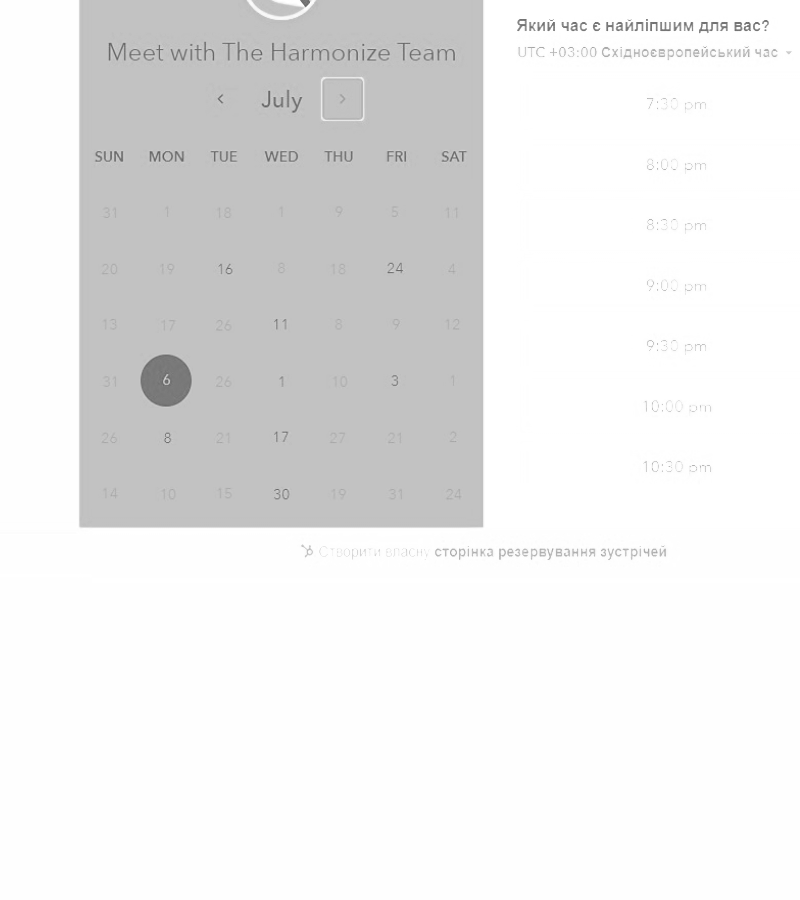 Meet with The Harmonize Team
July
SUN MON TUE WED THU FRI SAT
31 1 18 1 9 5 11
20 19 16 8 18 24 4
13 17 26 11 8 9 12
31 6 26 1 10 3 1
26 8 21 17 27 21 2
14 10 15 30 19 31 24
Який час є найліпшим для вас?
UTC +03:00 Східноєвропейський час
7:30 pm
8:00 pm
8:30 pm
9:00 pm
9:30 pm
10:00 pm
10:30 pm
Створити власну сторінка резервування зустрічей